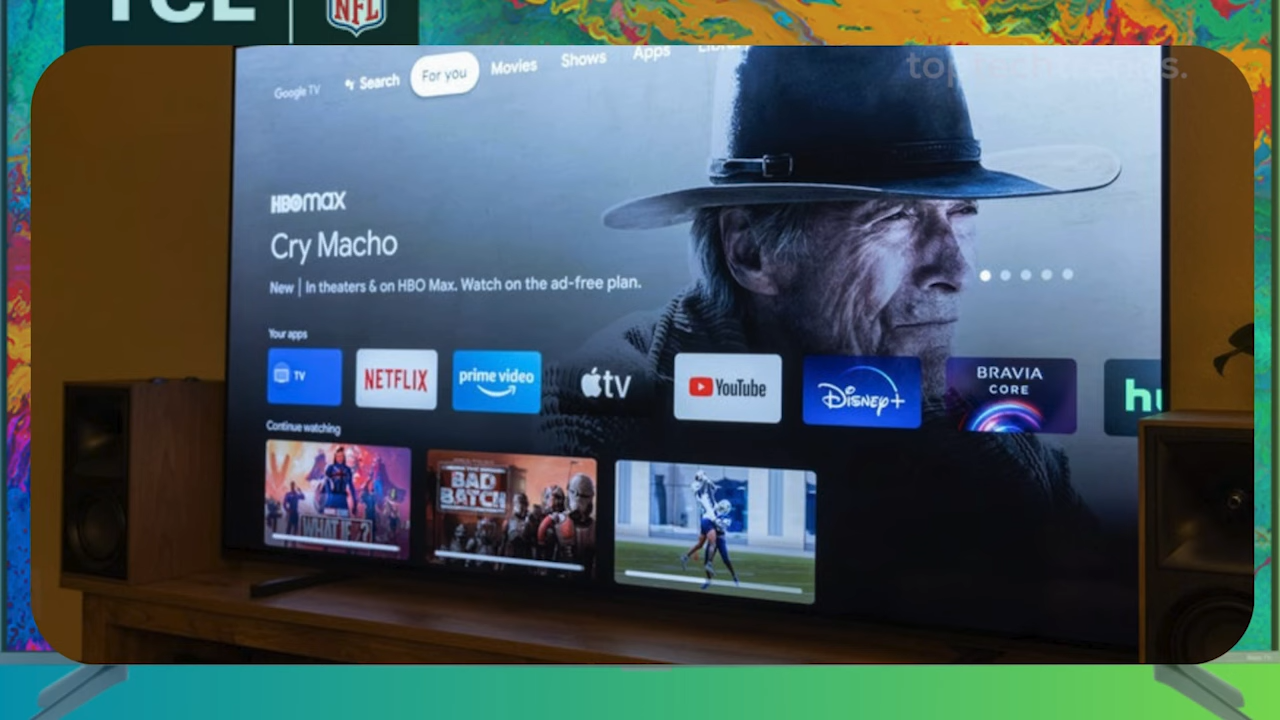 TCL NFL
Google TV Search For you Movies Shows Apps
HBOmax
Cry Macho
New | In theaters & on HBO Max. Watch on the ad-free plan.
Your apps
TV NETFLIX prime video tv YouTube Disney+ BRAVIA CORE hu
Continue watching
WHAT IF...? BAD BATCH